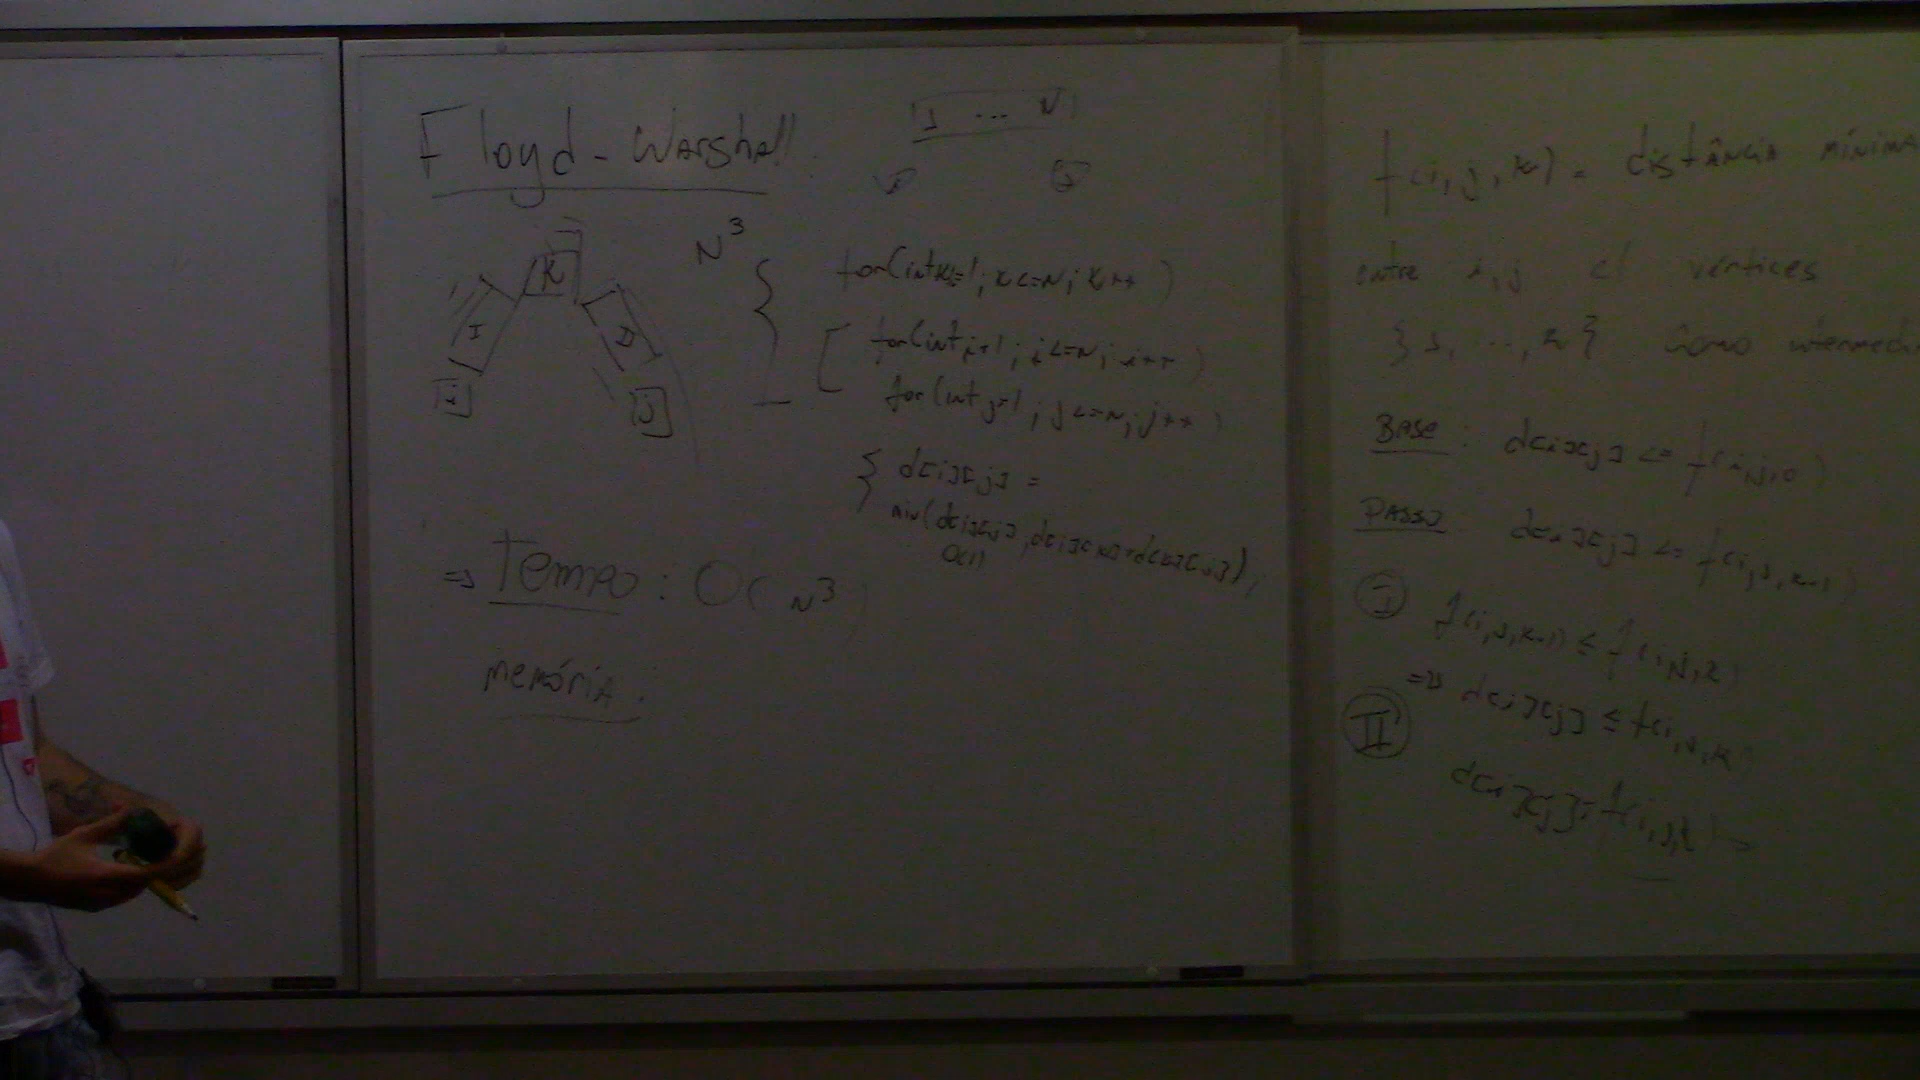 Floyd-Warshall
1 ... N
K
I
D
i
j
N³
for(int k=1; k<=N; k++)
for(int i=1; i<=N; i++)
for(int j=1; j<=N; j++)
{ d[i][j] =
min(d[i][j], d[i][k]+d[k][j]);
O(1)
=> Tempo: O(N³)
memória:
f(i,j,k) = distância mínima
entre i,j c/ vértices
{1, ..., k} como
Base: d[i][j] <= f(i,j,0)
Passo: d[i][j] <= f(i,j,k-1)
I f(i,j,k-1) ≤ f(i,j,k)
=> d[i][j] ≤ f(i,j,k)
II
d[i][j] f(i,j,k) =